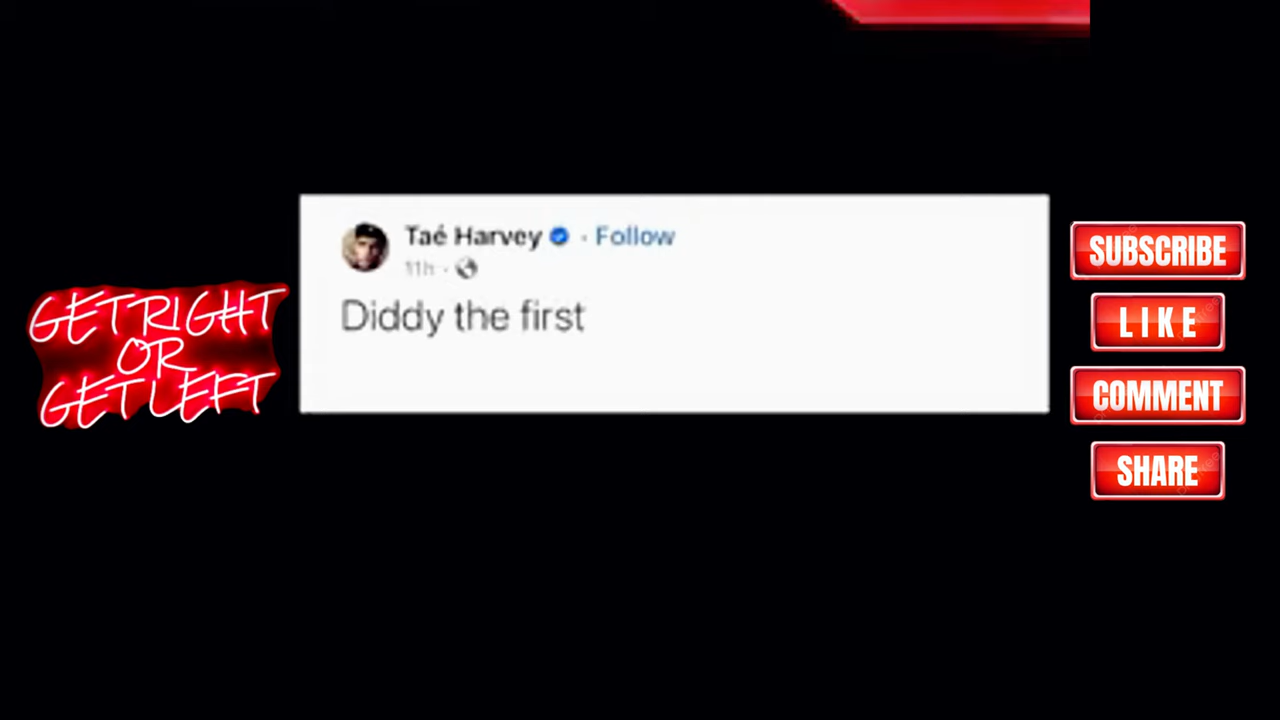 Taé Harvey · Follow
11h ·
Diddy the first
GET RIGHT
OR
GET LEFT
SUBSCRIBE
LIKE
COMMENT
SHARE